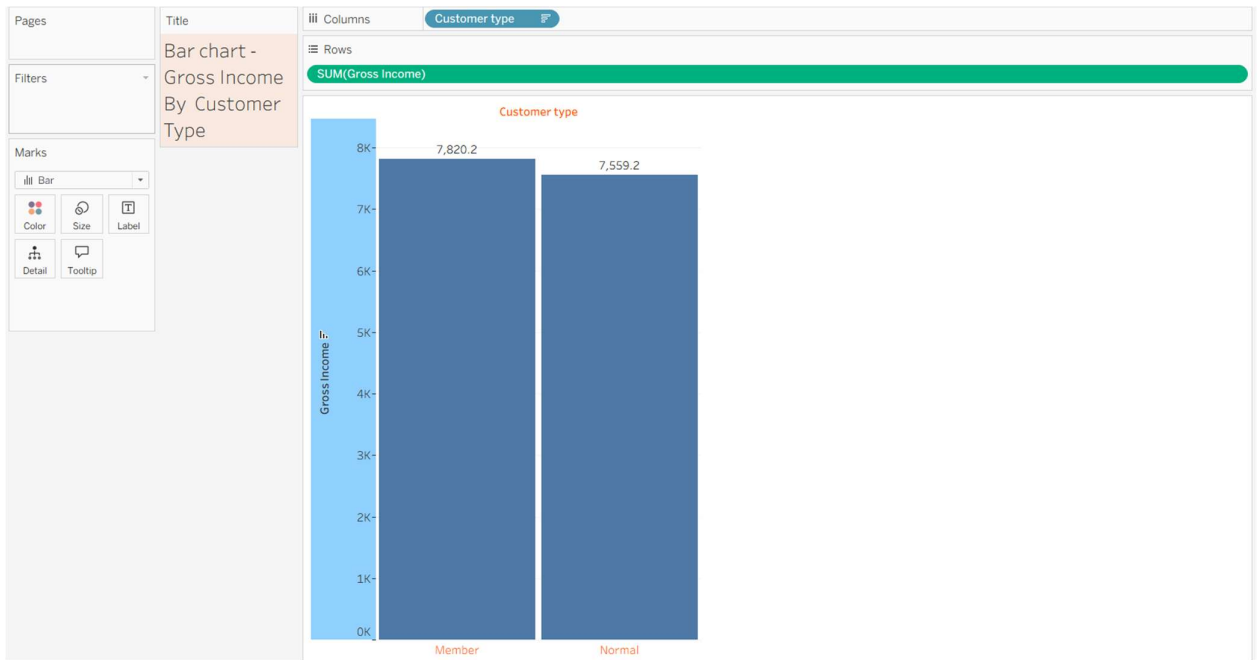 Pages
Filters
Marks
Bar
Color
Size
Label
Detail
Tooltip
Title
Bar chart -
Gross Income
By Customer
Type
Columns
Customer type
Rows
SUM(Gross Income)
Customer type
Gross Income
8K
7K
6K
5K
4K
3K
2K
1K
0K
7,820.2
7,559.2
Member
Normal